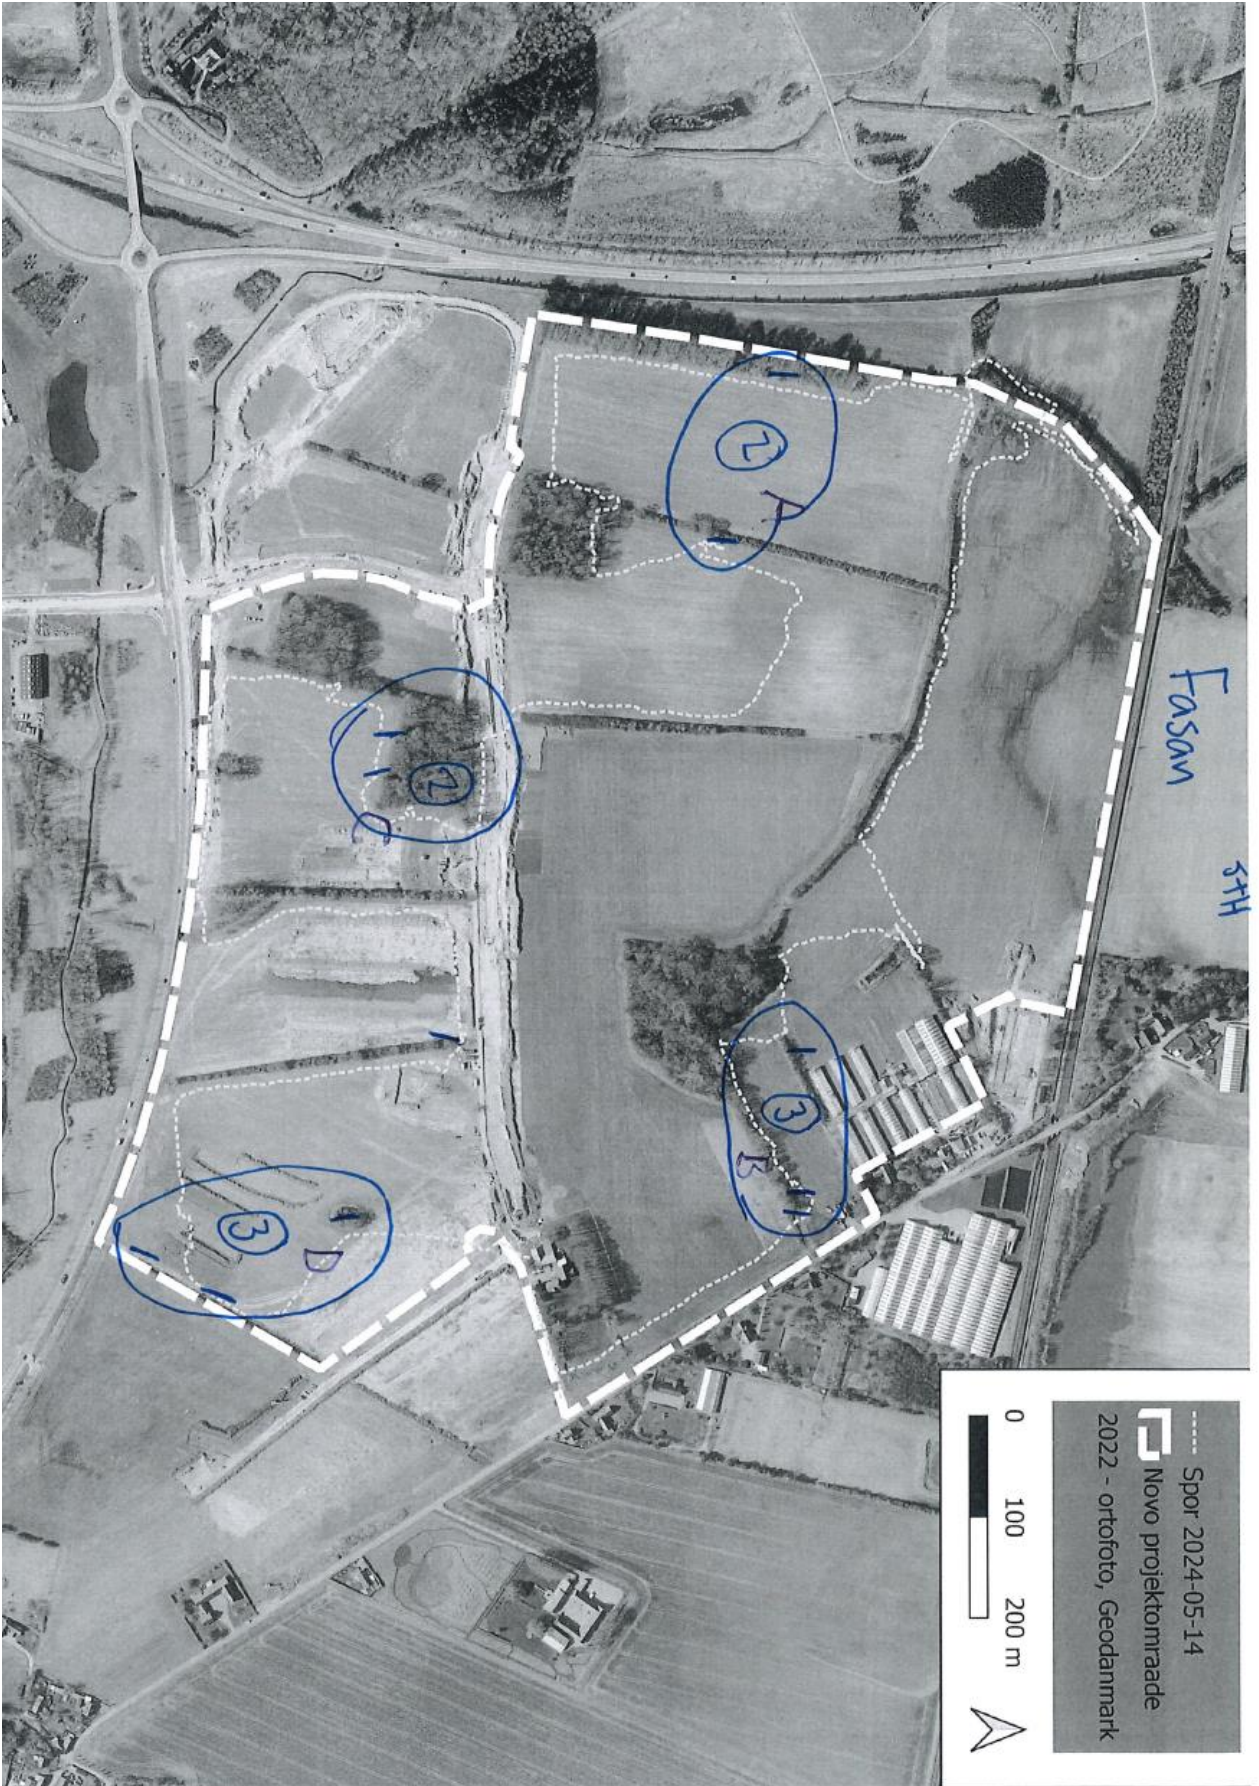 Fasan
Spor 2024-05-14
Novo projektomraade
2022 - ortofoto, Geodanmark
0 100 200 m
2
A
3
B
2
C
D
3